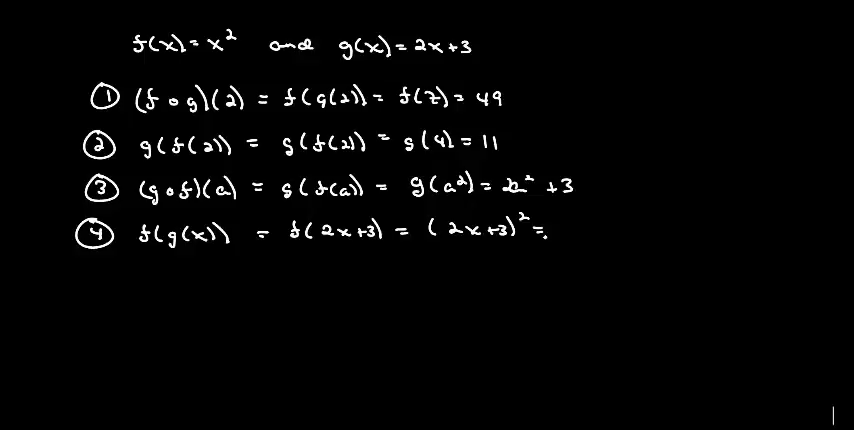 f(x) = x² and g(x) = 2x+3
① (f∘g)(2) = f(g(2)) = f(7) = 49
② g(f(2)) = g(f(2)) = g(4) = 11
③ (g∘f)(a) = g(f(a)) = g(a²) = 2a² + 3
④ f(g(x)) = f(2x+3) = (2x+3)² =